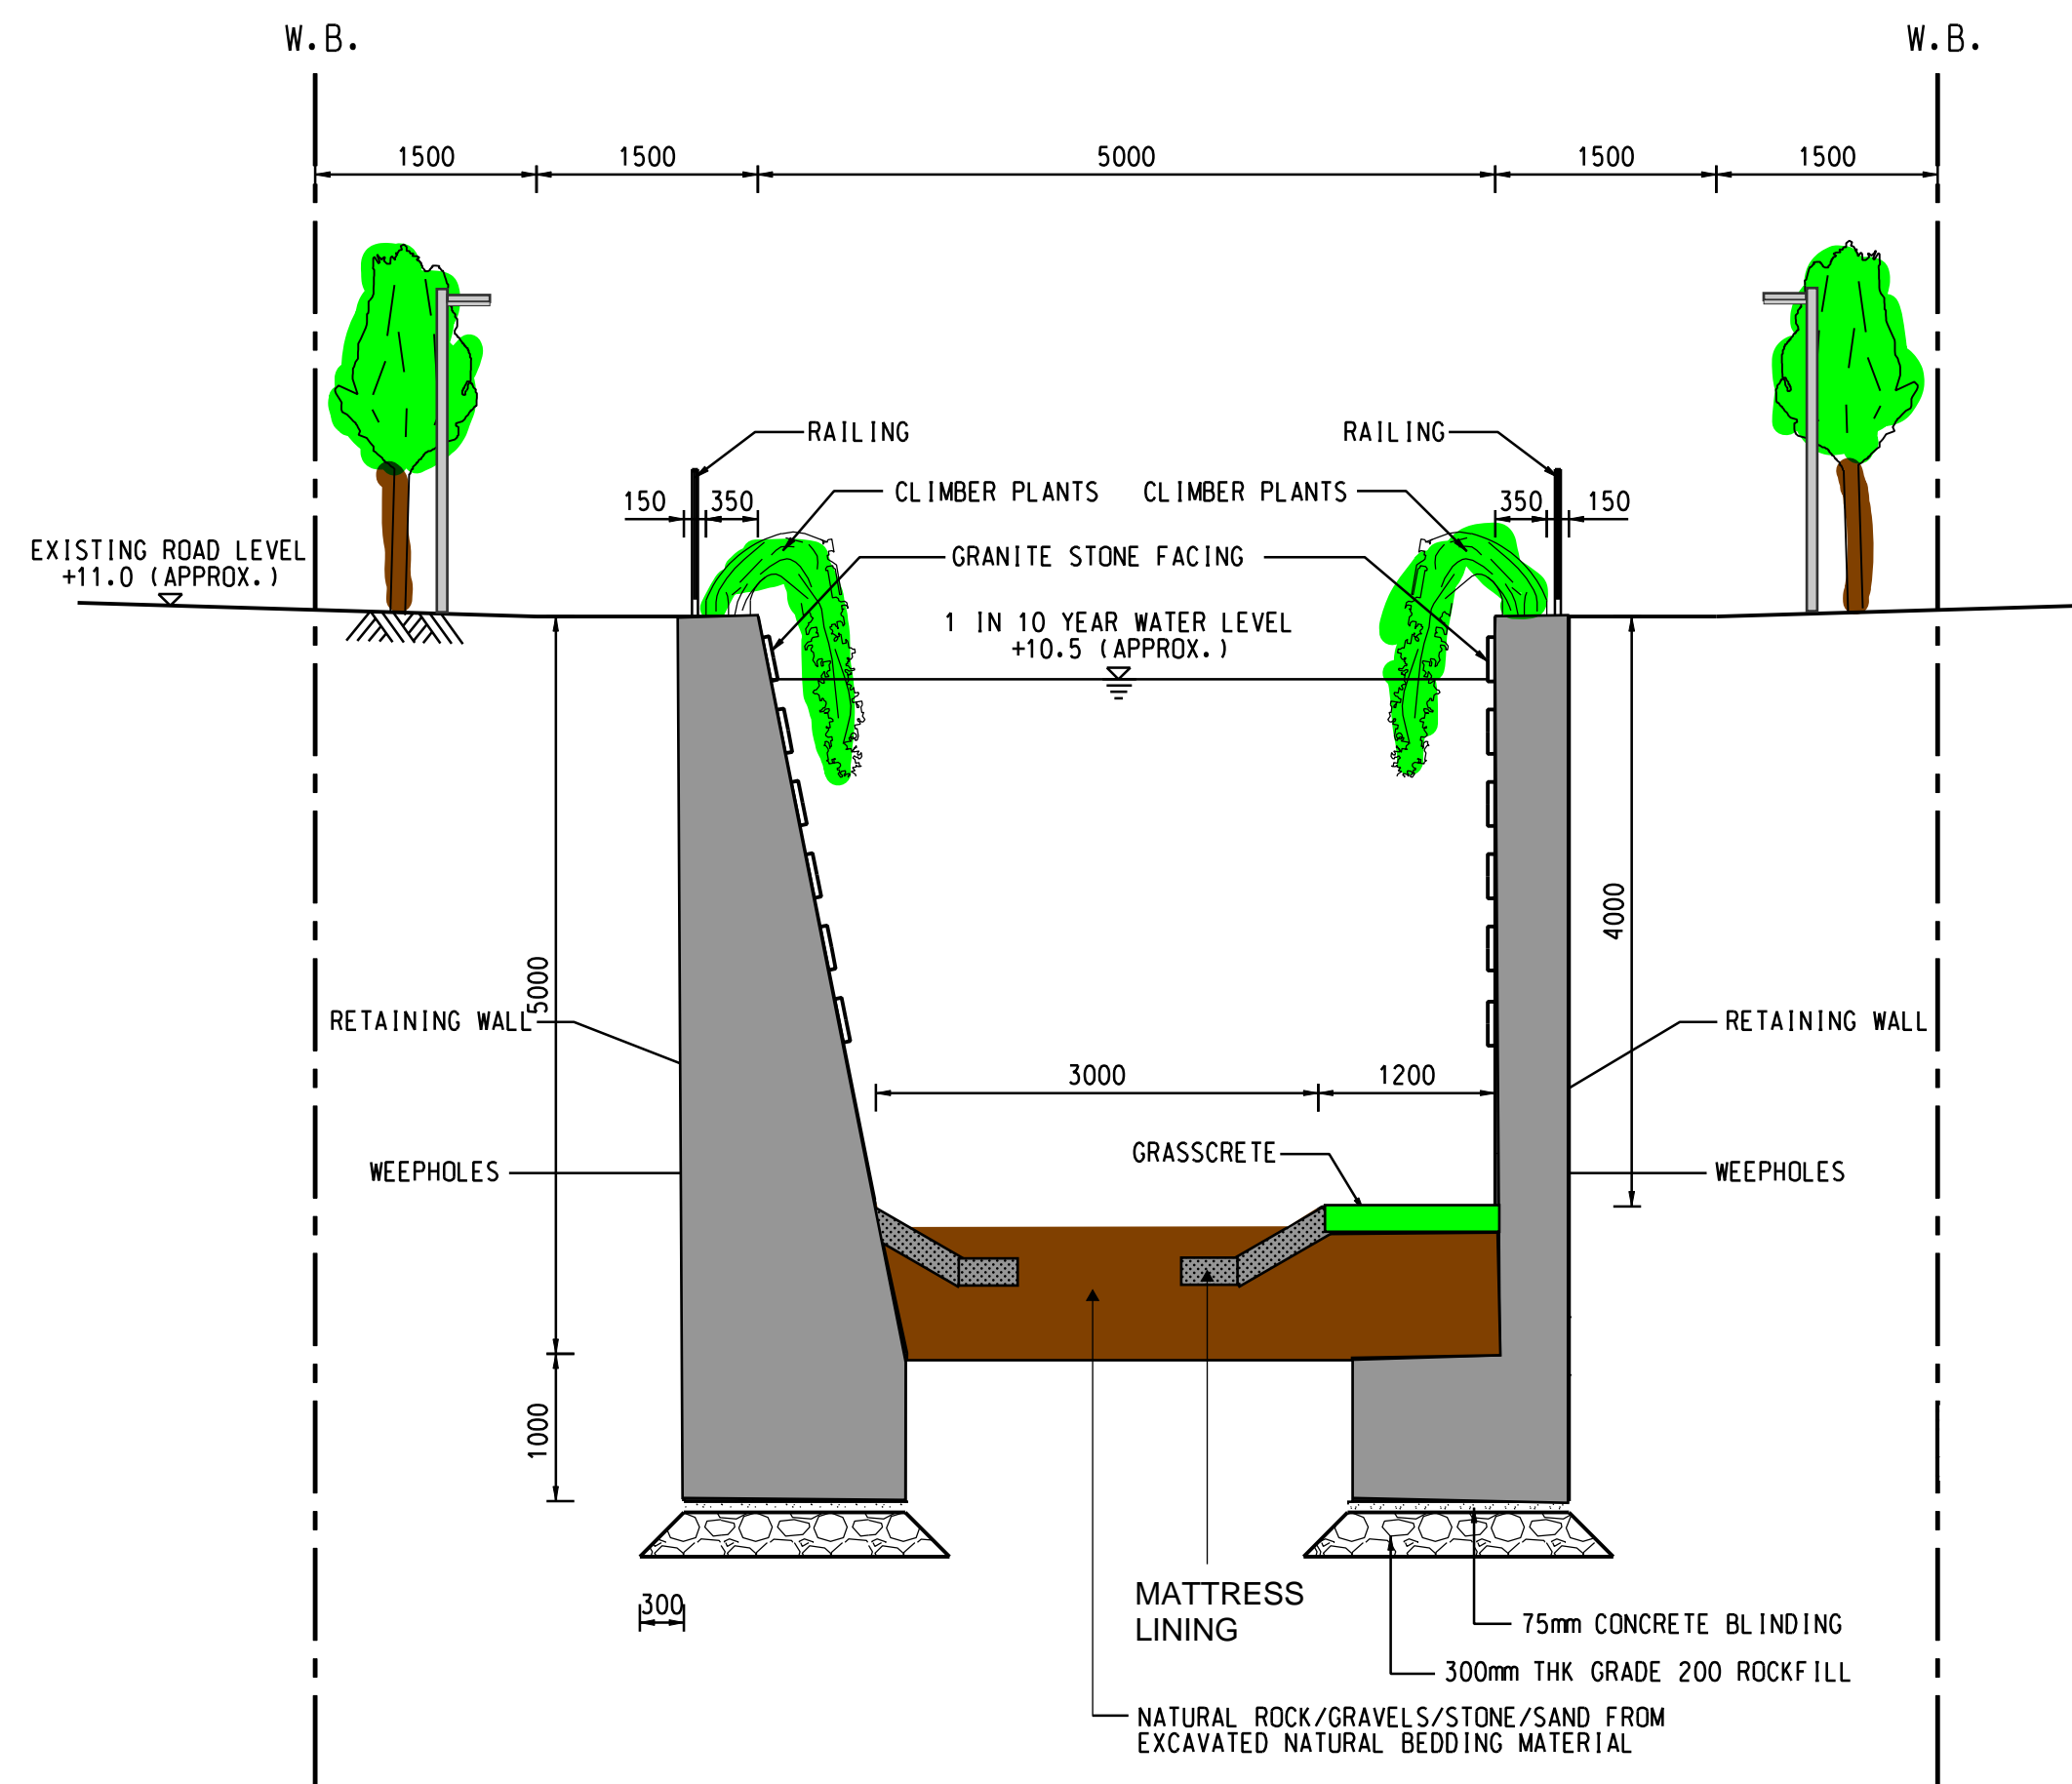 W.B.
W.B.
1500
1500
5000
1500
1500
RAILING
RAILING
CLIMBER PLANTS
CLIMBER PLANTS
150
350
350
150
EXISTING ROAD LEVEL
+11.0 (APPROX.)
GRANITE STONE FACING
1 IN 10 YEAR WATER LEVEL
+10.5 (APPROX.)
4000
5000
RETAINING WALL
RETAINING WALL
3000
1200
GRASSCRETE
WEEPHOLES
WEEPHOLES
1000
300
MATTRESS
LINING
75mm CONCRETE BLINDING
300mm THK GRADE 200 ROCKFILL
NATURAL ROCK/GRAVELS/STONE/SAND FROM
EXCAVATED NATURAL BEDDING MATERIAL